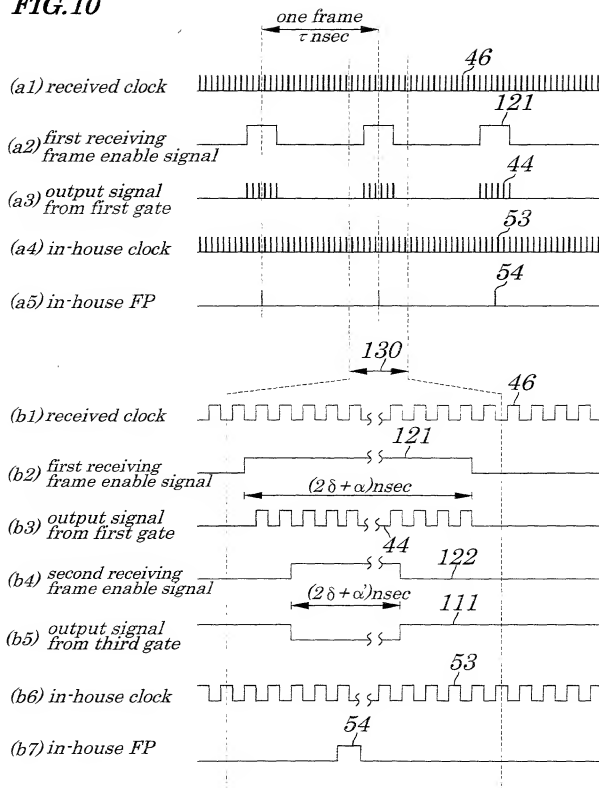 FIG.10
one frame
τ nsec
46
(a1) received clock
121
(a2) first receiving
frame enable signal
44
(a3) output signal
from first gate
53
(a4) in-house clock
54
(a5) in-house FP
130
46
(b1) received clock
121
(b2) first receiving
frame enable signal
(2δ+α)nsec
(b3) output signal
from first gate
44
122
(b4) second receiving
frame enable signal
(2δ+α')nsec
111
(b5) output signal
from third gate
53
(b6) in-house clock
54
(b7) in-house FP